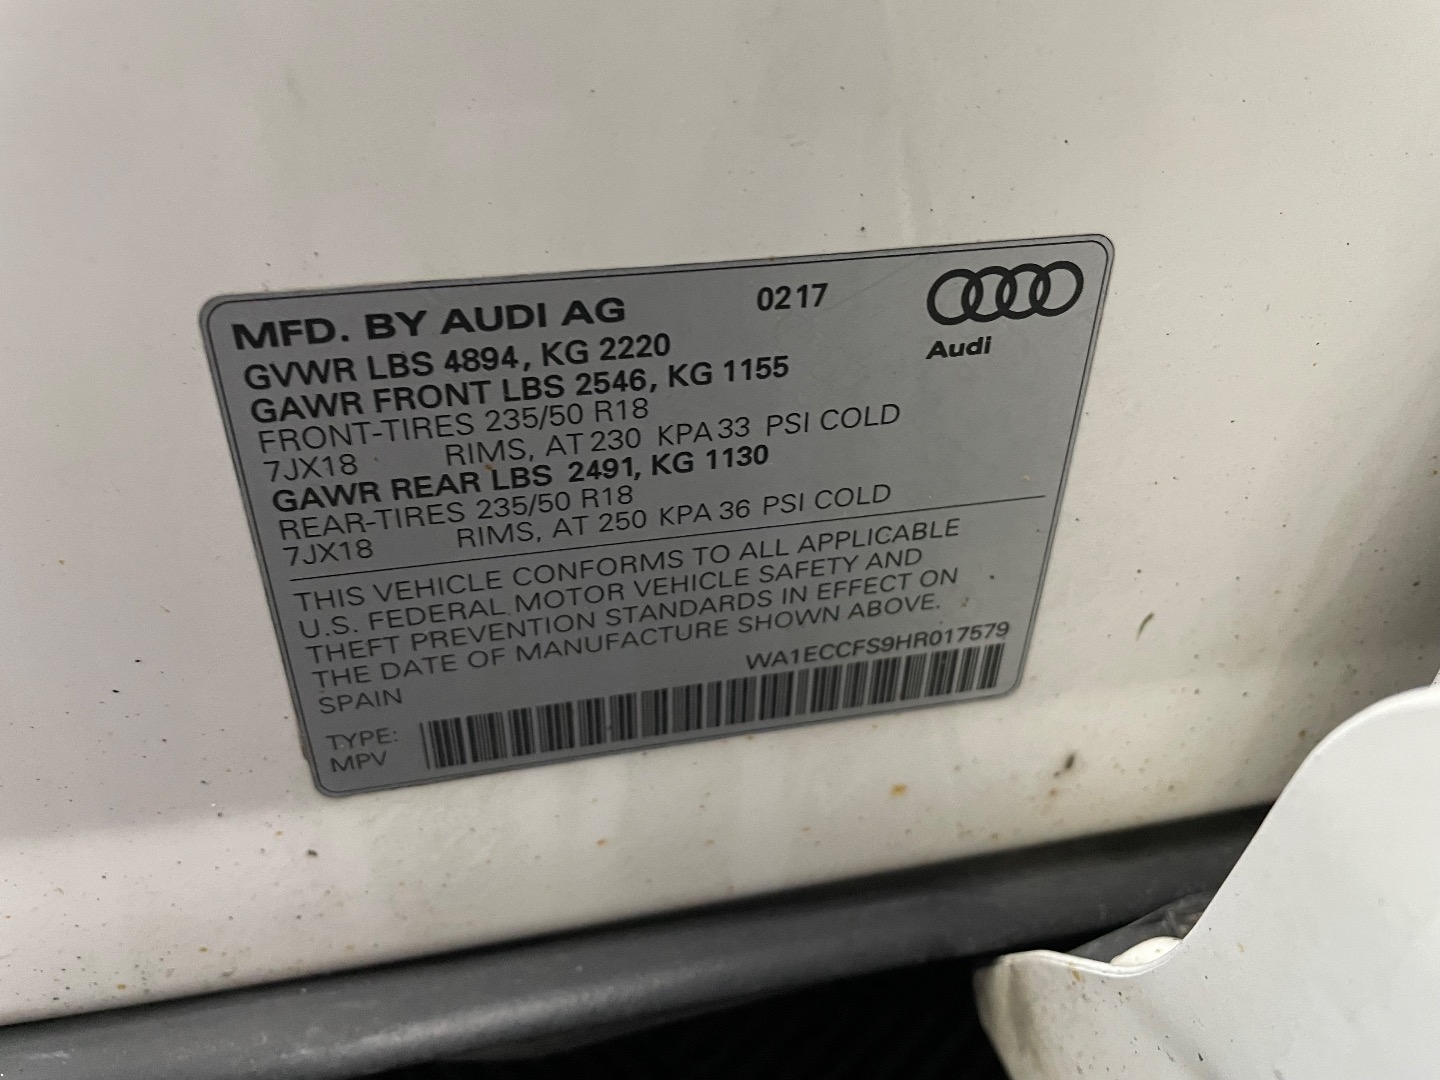 MFD. BY AUDI AG 0217
Audi
GVWR LBS 4894, KG 2220
GAWR FRONT LBS 2546, KG 1155
FRONT-TIRES 235/50 R18
7JX18 RIMS, AT 230 KPA 33 PSI COLD
GAWR REAR LBS 2491, KG 1130
REAR-TIRES 235/50 R18
7JX18 RIMS, AT 250 KPA 36 PSI COLD
THIS VEHICLE CONFORMS TO ALL APPLICABLE
U.S. FEDERAL MOTOR VEHICLE SAFETY AND
THEFT PREVENTION STANDARDS IN EFFECT ON
THE DATE OF MANUFACTURE SHOWN ABOVE.
SPAIN WA1ECCFS9HR017579
TYPE:
MPV